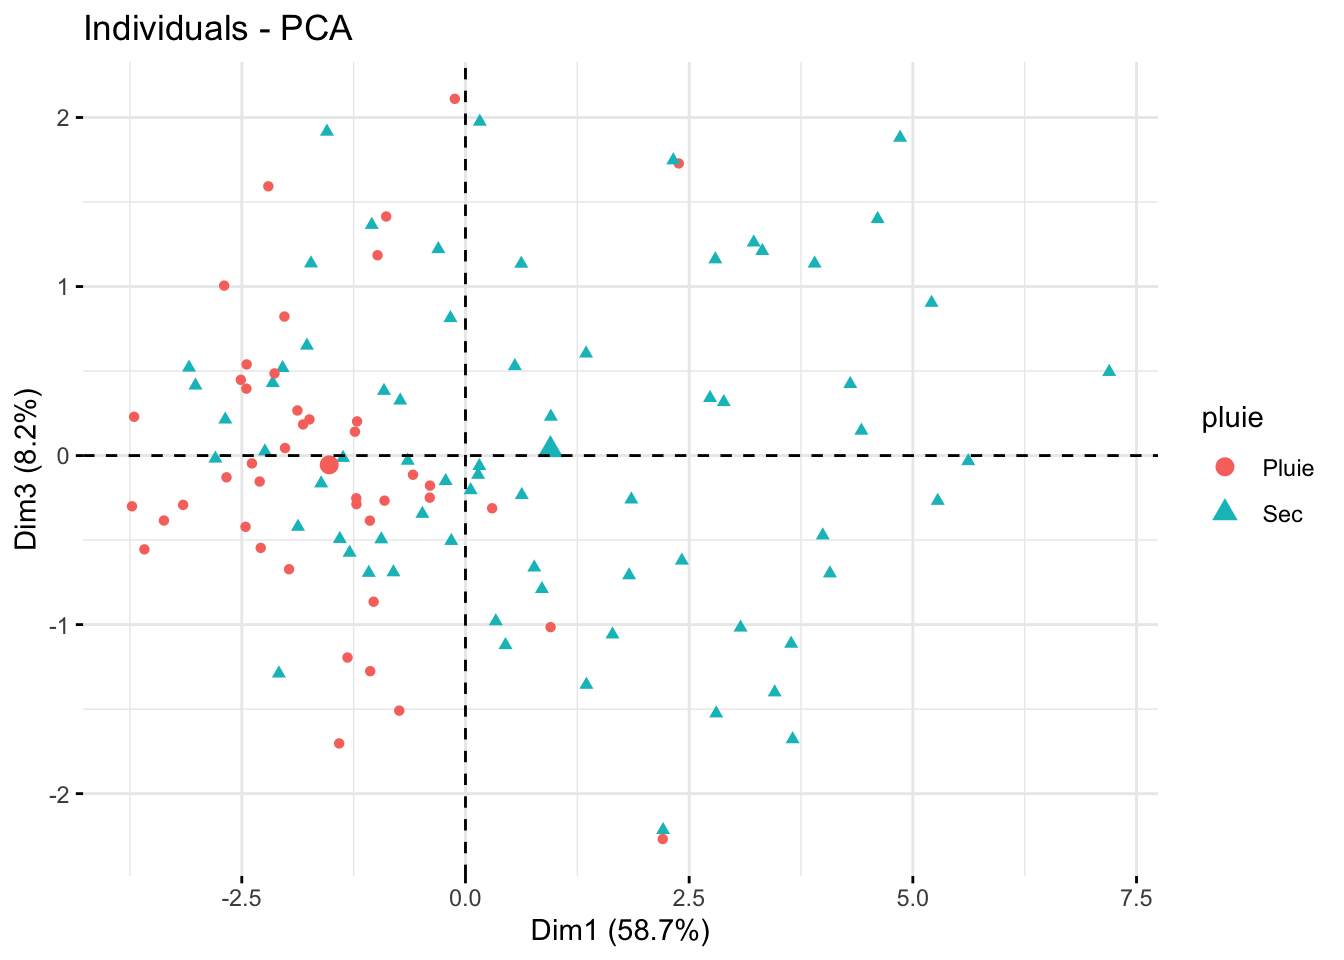 Individuals - PCA
2
1
0
-1
-2
Dim3 (8.2%)
-2.5 0.0 2.5 5.0 7.5
Dim1 (58.7%)
pluie
Pluie
Sec